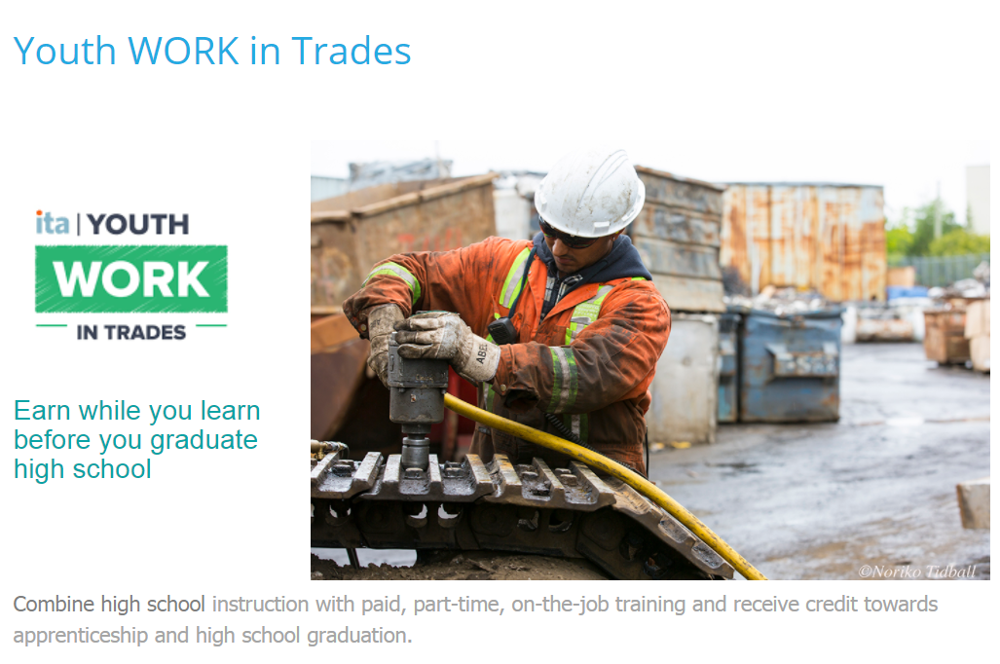 Youth WORK in Trades
ita | YOUTH
WORK
IN TRADES
Earn while you learn
before you graduate
high school
ABEL
©Noriko Tidball
Combine high school instruction with paid, part-time, on-the-job training and receive credit towards
apprenticeship and high school graduation.